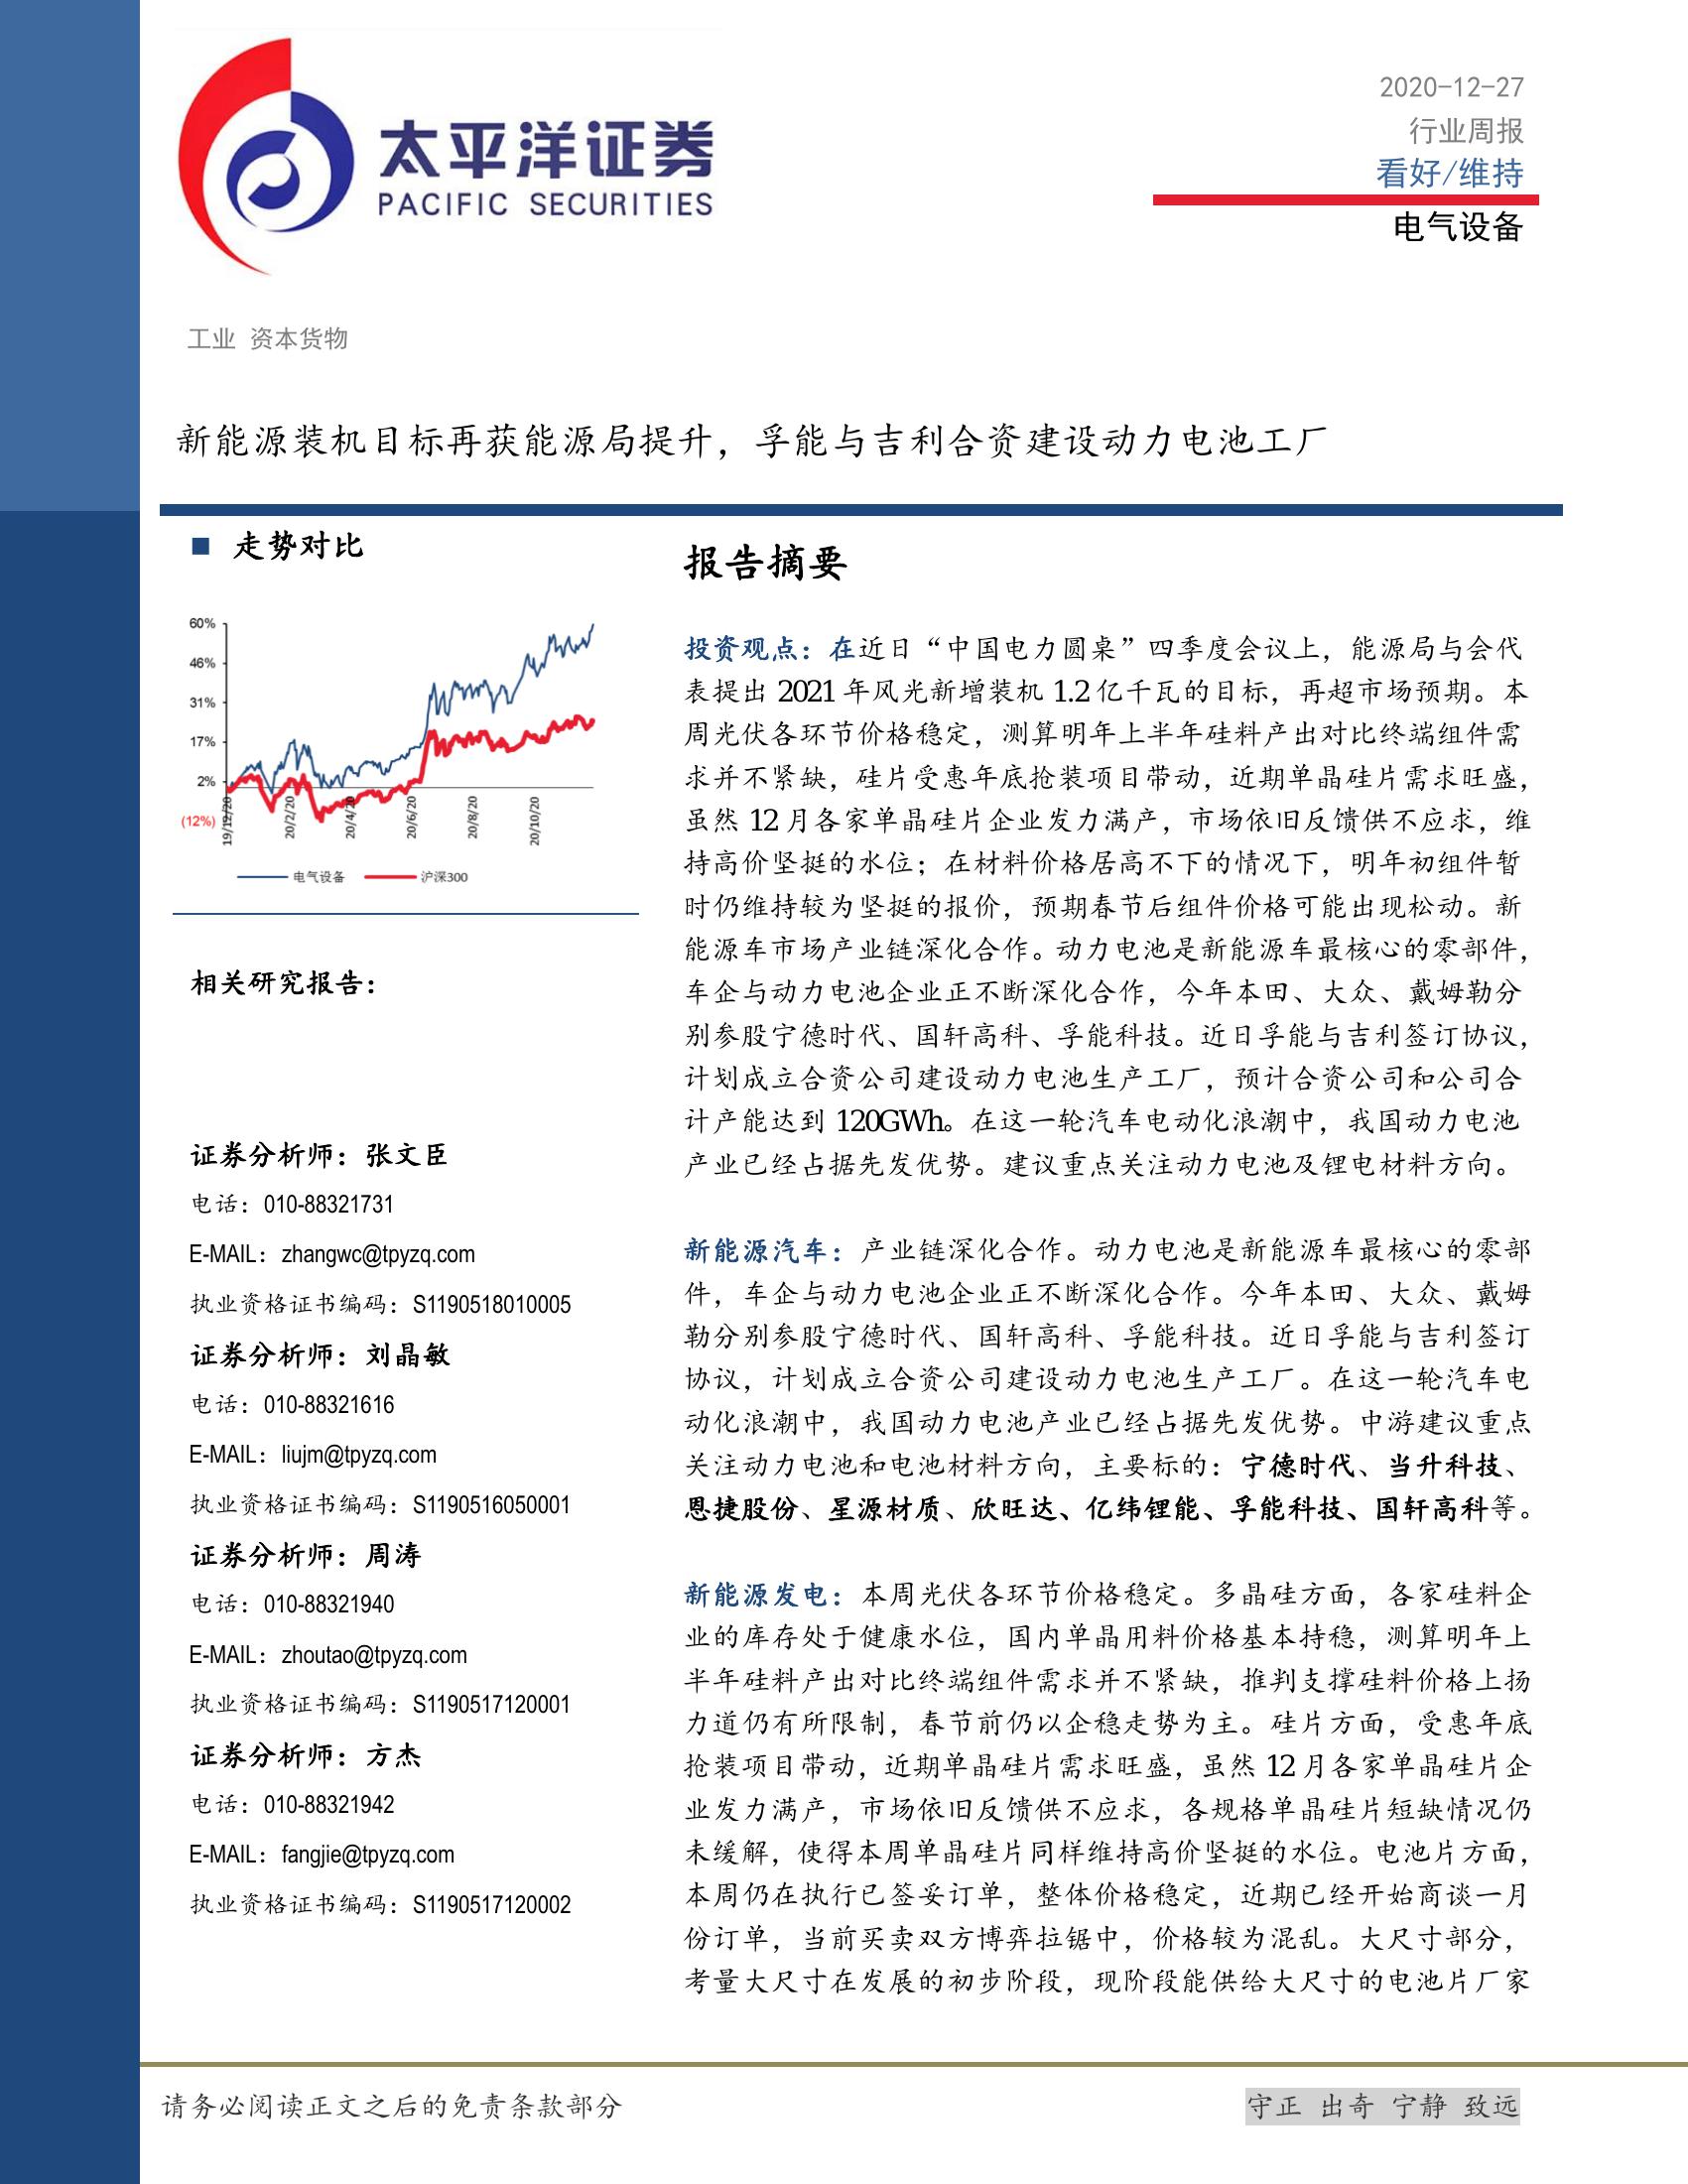 太平洋证券
PACIFIC SECURITIES
2020-12-27
行业周报
看好/维持
电气设备
工业 资本货物
新能源装机目标再获能源局提升，孚能与吉利合资建设动力电池工厂
■ 走势对比
60%
46%
31%
17%
2%
(12%)
19/12/20
20/2/20
20/4/20
20/6/20
20/8/20
20/10/20
电气设备 沪深300
相关研究报告：
证券分析师：张文臣
电话：010-88321731
E-MAIL：zhangwc@tpyzq.com
执业资格证书编码：S1190518010005
证券分析师：刘晶敏
电话：010-88321616
E-MAIL：liujm@tpyzq.com
执业资格证书编码：S1190516050001
证券分析师：周涛
电话：010-88321940
E-MAIL：zhoutao@tpyzq.com
执业资格证书编码：S1190517120001
证券分析师：方杰
电话：010-88321942
E-MAIL：fangjie@tpyzq.com
执业资格证书编码：S1190517120002
报告摘要
投资观点：在近日“中国电力圆桌”四季度会议上，能源局与会代
表提出 2021 年风光新增装机 1.2 亿千瓦的目标，再超市场预期。本
周光伏各环节价格稳定，测算明年上半年硅料产出对比终端组件需
求并不紧缺，硅片受惠年底抢装项目带动，近期单晶硅片需求旺盛，
虽然 12 月各家单晶硅片企业发力满产，市场依旧反馈供不应求，维
持高价坚挺的水位；在材料价格居高不下的情况下，明年初组件暂
时仍维持较为坚挺的报价，预期春节后组件价格可能出现松动。新
能源车市场产业链深化合作。动力电池是新能源车最核心的零部件，
车企与动力电池企业正不断深化合作，今年本田、大众、戴姆勒分
别参股宁德时代、国轩高科、孚能科技。近日孚能与吉利签订协议，
计划成立合资公司建设动力电池生产工厂，预计合资公司和公司合
计产能达到 120GWh。在这一轮汽车电动化浪潮中，我国动力电池
产业已经占据先发优势。建议重点关注动力电池及锂电材料方向。
新能源汽车：产业链深化合作。动力电池是新能源车最核心的零部
件，车企与动力电池企业正不断深化合作。今年本田、大众、戴姆
勒分别参股宁德时代、国轩高科、孚能科技。近日孚能与吉利签订
协议，计划成立合资公司建设动力电池生产工厂。在这一轮汽车电
动化浪潮中，我国动力电池产业已经占据先发优势。中游建议重点
关注动力电池和电池材料方向，主要标的：宁德时代、当升科技、
恩捷股份、星源材质、欣旺达、亿纬锂能、孚能科技、国轩高科等。
新能源发电：本周光伏各环节价格稳定。多晶硅方面，各家硅料企
业的库存处于健康水位，国内单晶用料价格基本持稳，测算明年上
半年硅料产出对比终端组件需求并不紧缺，推判支撑硅料价格上扬
力道仍有所限制，春节前仍以企稳走势为主。硅片方面，受惠年底
抢装项目带动，近期单晶硅片需求旺盛，虽然 12 月各家单晶硅片企
业发力满产，市场依旧反馈供不应求，各规格单晶硅片短缺情况仍
未缓解，使得本周单晶硅片同样维持高价坚挺的水位。电池片方面，
本周仍在执行已签妥订单，整体价格稳定，近期已经开始商谈一月
份订单，当前买卖双方博弈拉锯中，价格较为混乱。大尺寸部分，
考量大尺寸在发展的初步阶段，现阶段能供给大尺寸的电池片厂家
请务必阅读正文之后的免责条款部分
守正 出奇 宁静 致远